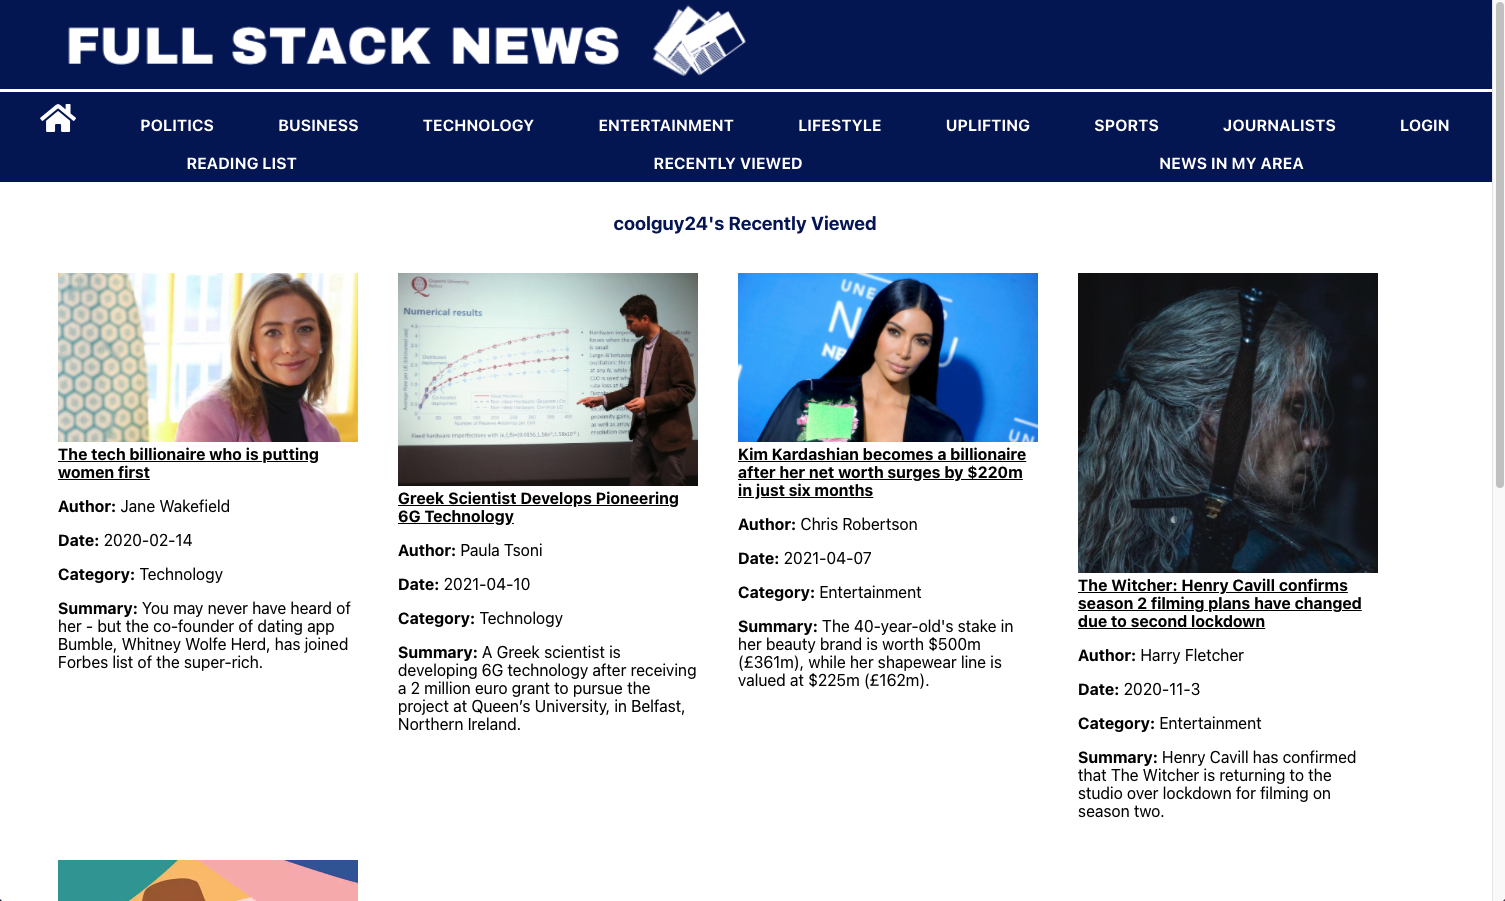 FULL STACK NEWS
POLITICS BUSINESS TECHNOLOGY ENTERTAINMENT LIFESTYLE UPLIFTING SPORTS JOURNALISTS LOGIN
READING LIST RECENTLY VIEWED NEWS IN MY AREA
coolguy24's Recently Viewed
The tech billionaire who is putting
women first
Author: Jane Wakefield
Date: 2020-02-14
Category: Technology
Summary: You may never have heard of
her - but the co-founder of dating app
Bumble, Whitney Wolfe Herd, has joined
Forbes list of the super-rich.
Queen's University
Belfast
Numerical results
Greek Scientist Develops Pioneering
6G Technology
Author: Paula Tsoni
Date: 2021-04-10
Category: Technology
Summary: A Greek scientist is
developing 6G technology after receiving
a 2 million euro grant to pursue the
project at Queen’s University, in Belfast,
Northern Ireland.
Kim Kardashian becomes a billionaire
after her net worth surges by $220m
in just six months
Author: Chris Robertson
Date: 2021-04-07
Category: Entertainment
Summary: The 40-year-old's stake in
her beauty brand is worth $500m
(£361m), while her shapewear line is
valued at $225m (£162m).
The Witcher: Henry Cavill confirms
season 2 filming plans have changed
due to second lockdown
Author: Harry Fletcher
Date: 2020-11-3
Category: Entertainment
Summary: Henry Cavill has confirmed
that The Witcher is returning to the
studio over lockdown for filming on
season two.